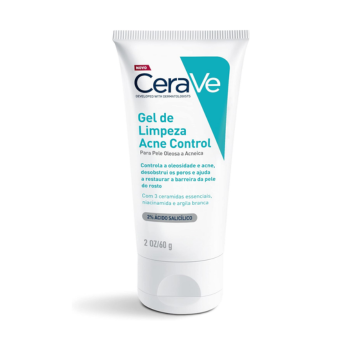 NOVO
CeraVe
DEVELOPED WITH DERMATOLOGISTS
Gel de
Limpeza
Acne Control
Para Pele Oleosa a Acneica
Controla a oleosidade e acne,
desobstrui os poros e ajuda
a restaurar a barreira da pele
do rosto
Com 3 ceramidas essenciais,
niacinamida e argila branca
2% ÁCIDO SALICÍLICO
2 OZ/60 g